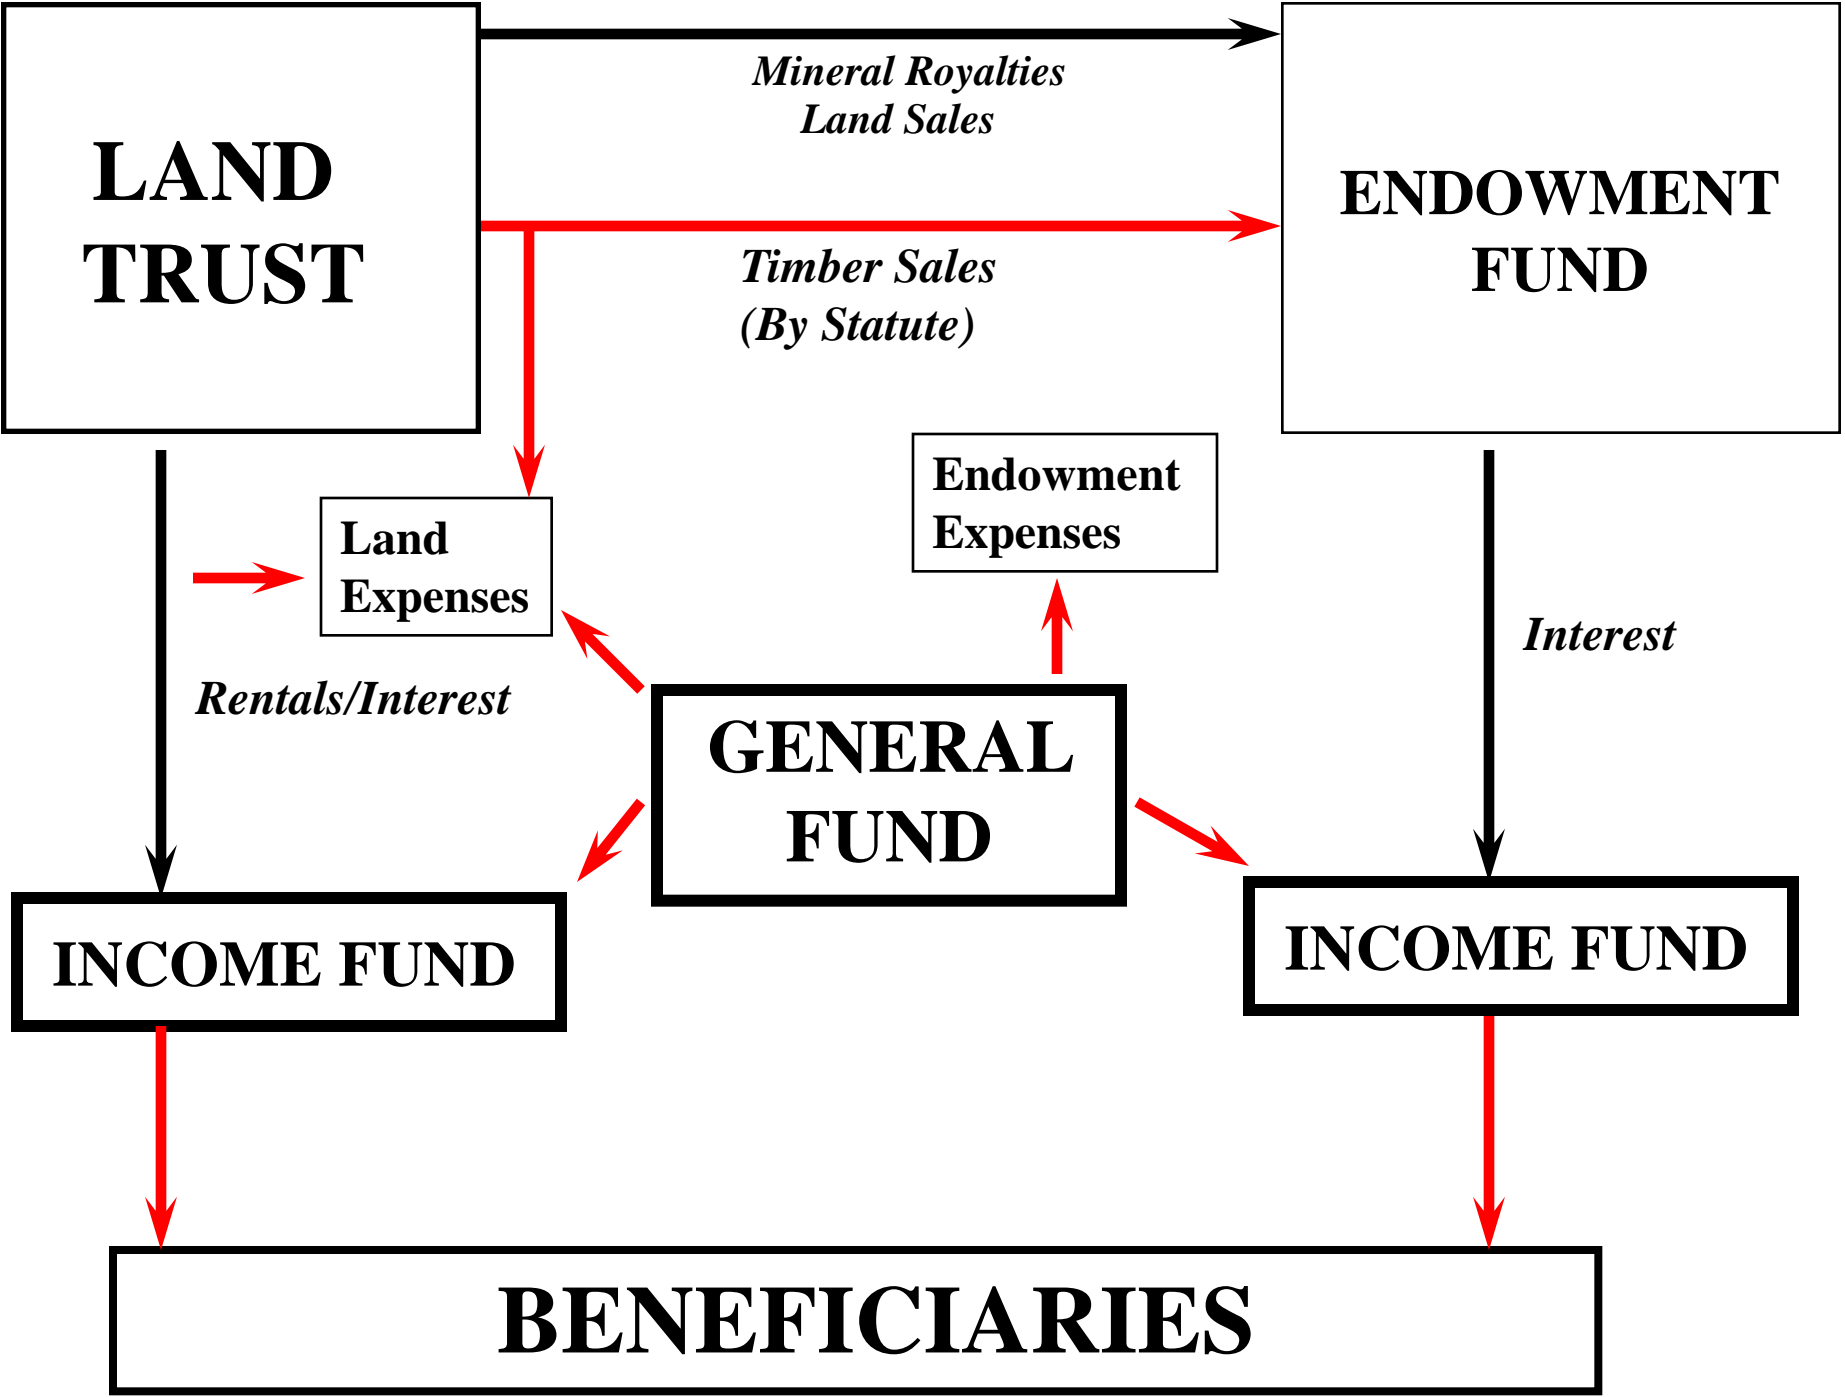 LAND
TRUST
Mineral Royalties
Land Sales
ENDOWMENT
FUND
Timber Sales
(By Statute)
Land
Expenses
Endowment
Expenses
Rentals/Interest
Interest
GENERAL
FUND
INCOME FUND
INCOME FUND
BENEFICIARIES